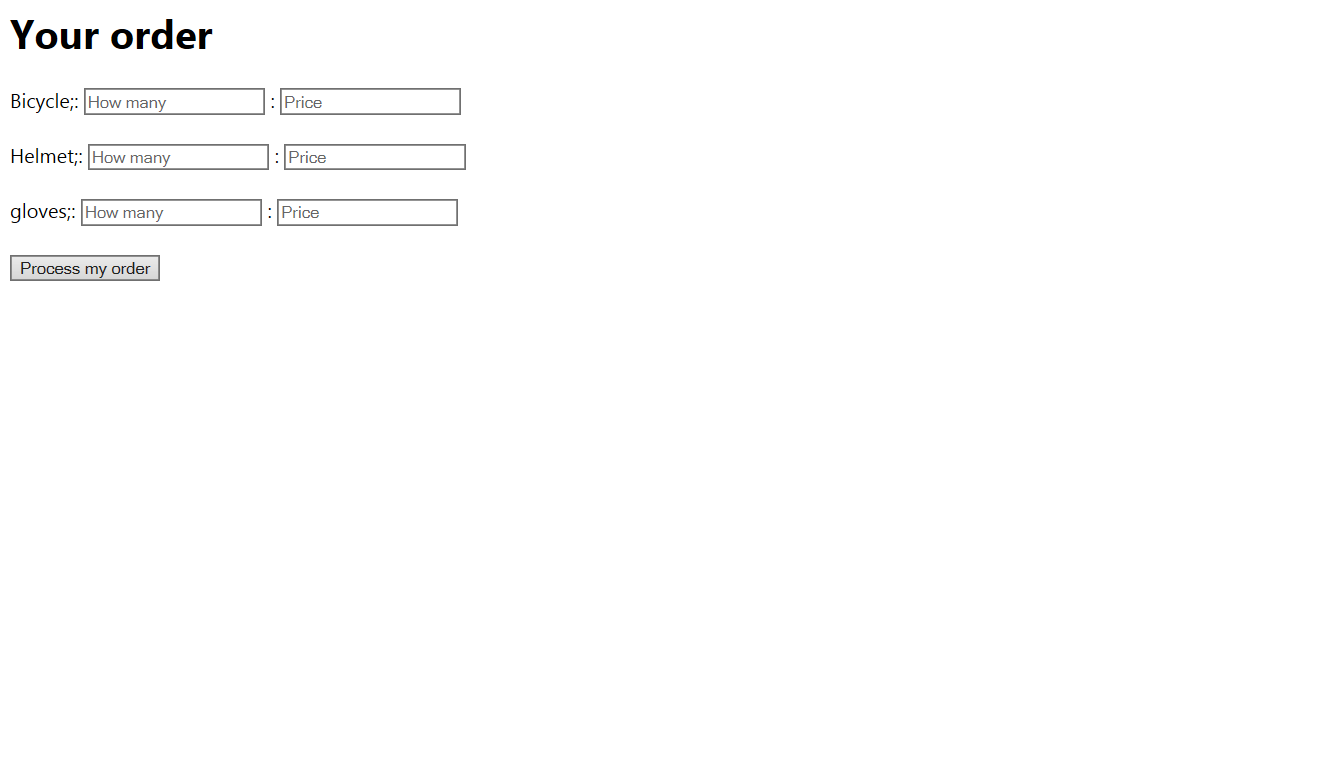 Your order
Bicycle;: How many : Price
Helmet;: How many : Price
gloves;: How many : Price
Process my order